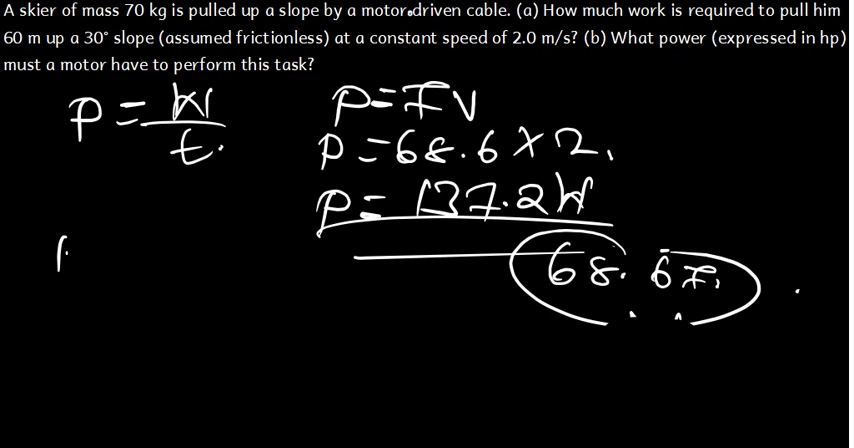 A skier of mass 70 kg is pulled up a slope by a motor-driven cable. (a) How much work is required to pull him
60 m up a 30° slope (assumed frictionless) at a constant speed of 2.0 m/s? (b) What power (expressed in hp)
must a motor have to perform this task?
P = W/t.
P = FV
P = 68.6 × 2.
P = 137.2W
68.67.